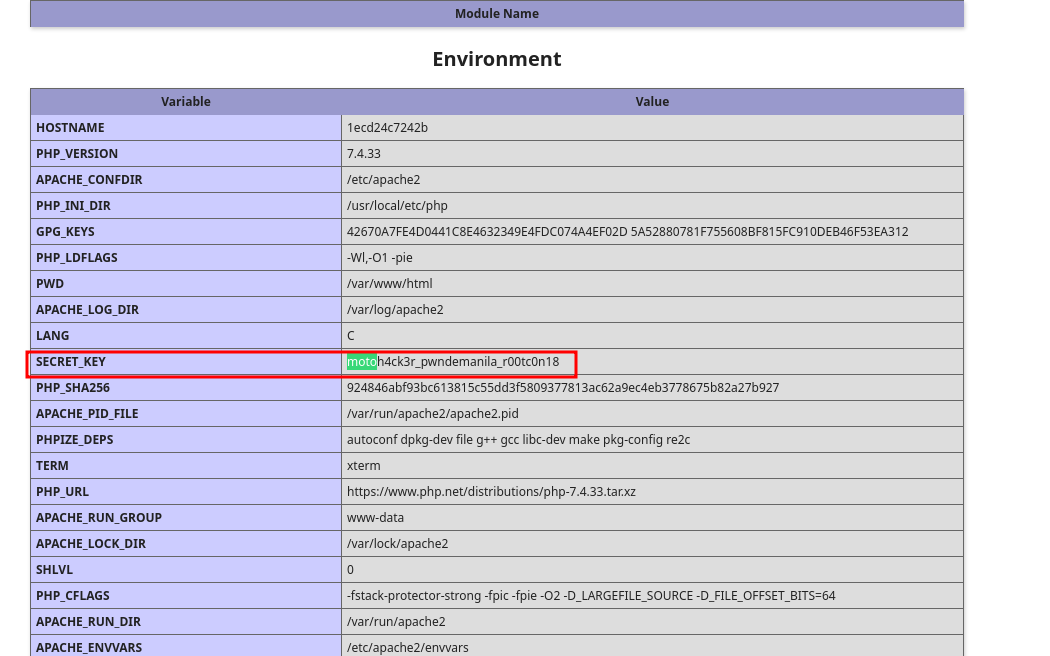 Module Name
Environment
Variable Value
HOSTNAME 1ecd24c7242b
PHP_VERSION 7.4.33
APACHE_CONFDIR /etc/apache2
PHP_INI_DIR /usr/local/etc/php
GPG_KEYS 42670A7FE4D0441C8E4632349E4FDC074A4EF02D 5A52880781F755608BF815FC910DEB46F53EA312
PHP_LDFLAGS -Wl,-O1 -pie
PWD /var/www/html
APACHE_LOG_DIR /var/log/apache2
LANG C
SECRET_KEY motoh4ck3r_pwndemanila_r00tc0n18
PHP_SHA256 924846abf93bc613815c55dd3f5809377813ac62a9ec4eb3778675b82a27b927
APACHE_PID_FILE /var/run/apache2/apache2.pid
PHPIZE_DEPS autoconf dpkg-dev file g++ gcc libc-dev make pkg-config re2c
TERM xterm
PHP_URL https://www.php.net/distributions/php-7.4.33.tar.xz
APACHE_RUN_GROUP www-data
APACHE_LOCK_DIR /var/lock/apache2
SHLVL 0
PHP_CFLAGS -fstack-protector-strong -fpic -fpie -O2 -D_LARGEFILE_SOURCE -D_FILE_OFFSET_BITS=64
APACHE_RUN_DIR /var/run/apache2
APACHE_ENVVARS /etc/apache2/envvars